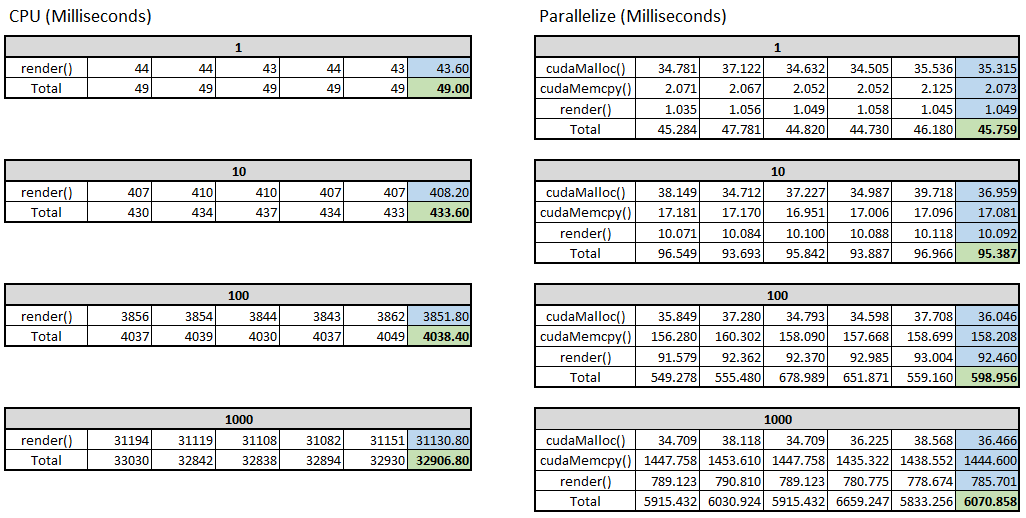 CPU (Milliseconds)
1
render() 44 44 43 44 43 43.60
Total 49 49 49 49 49 49.00
10
render() 407 410 410 407 407 408.20
Total 430 434 437 434 433 433.60
100
render() 3856 3854 3844 3843 3862 3851.80
Total 4037 4039 4030 4037 4049 4038.40
1000
render() 31194 31119 31108 31082 31151 31130.80
Total 33030 32842 32838 32894 32930 32906.80
Parallelize (Milliseconds)
1
cudaMalloc() 34.781 37.122 34.632 34.505 35.536 35.315
cudaMemcpy() 2.071 2.067 2.052 2.052 2.125 2.073
render() 1.035 1.056 1.049 1.058 1.045 1.049
Total 45.284 47.781 44.820 44.730 46.180 45.759
10
cudaMalloc() 38.149 34.712 37.227 34.987 39.718 36.959
cudaMemcpy() 17.181 17.170 16.951 17.006 17.096 17.081
render() 10.071 10.084 10.100 10.088 10.118 10.092
Total 96.549 93.693 95.842 93.887 96.966 95.387
100
cudaMalloc() 35.849 37.280 34.793 34.598 37.708 36.046
cudaMemcpy() 156.280 160.302 158.090 157.668 158.699 158.208
render() 91.579 92.362 92.370 92.985 93.004 92.460
Total 549.278 555.480 678.989 651.871 559.160 598.956
1000
cudaMalloc() 34.709 38.118 34.709 36.225 38.568 36.466
cudaMemcpy() 1447.758 1453.610 1447.758 1435.322 1438.552 1444.600
render() 789.123 790.810 789.123 780.775 778.674 785.701
Total 5915.432 6030.924 5915.432 6659.247 5833.256 6070.858